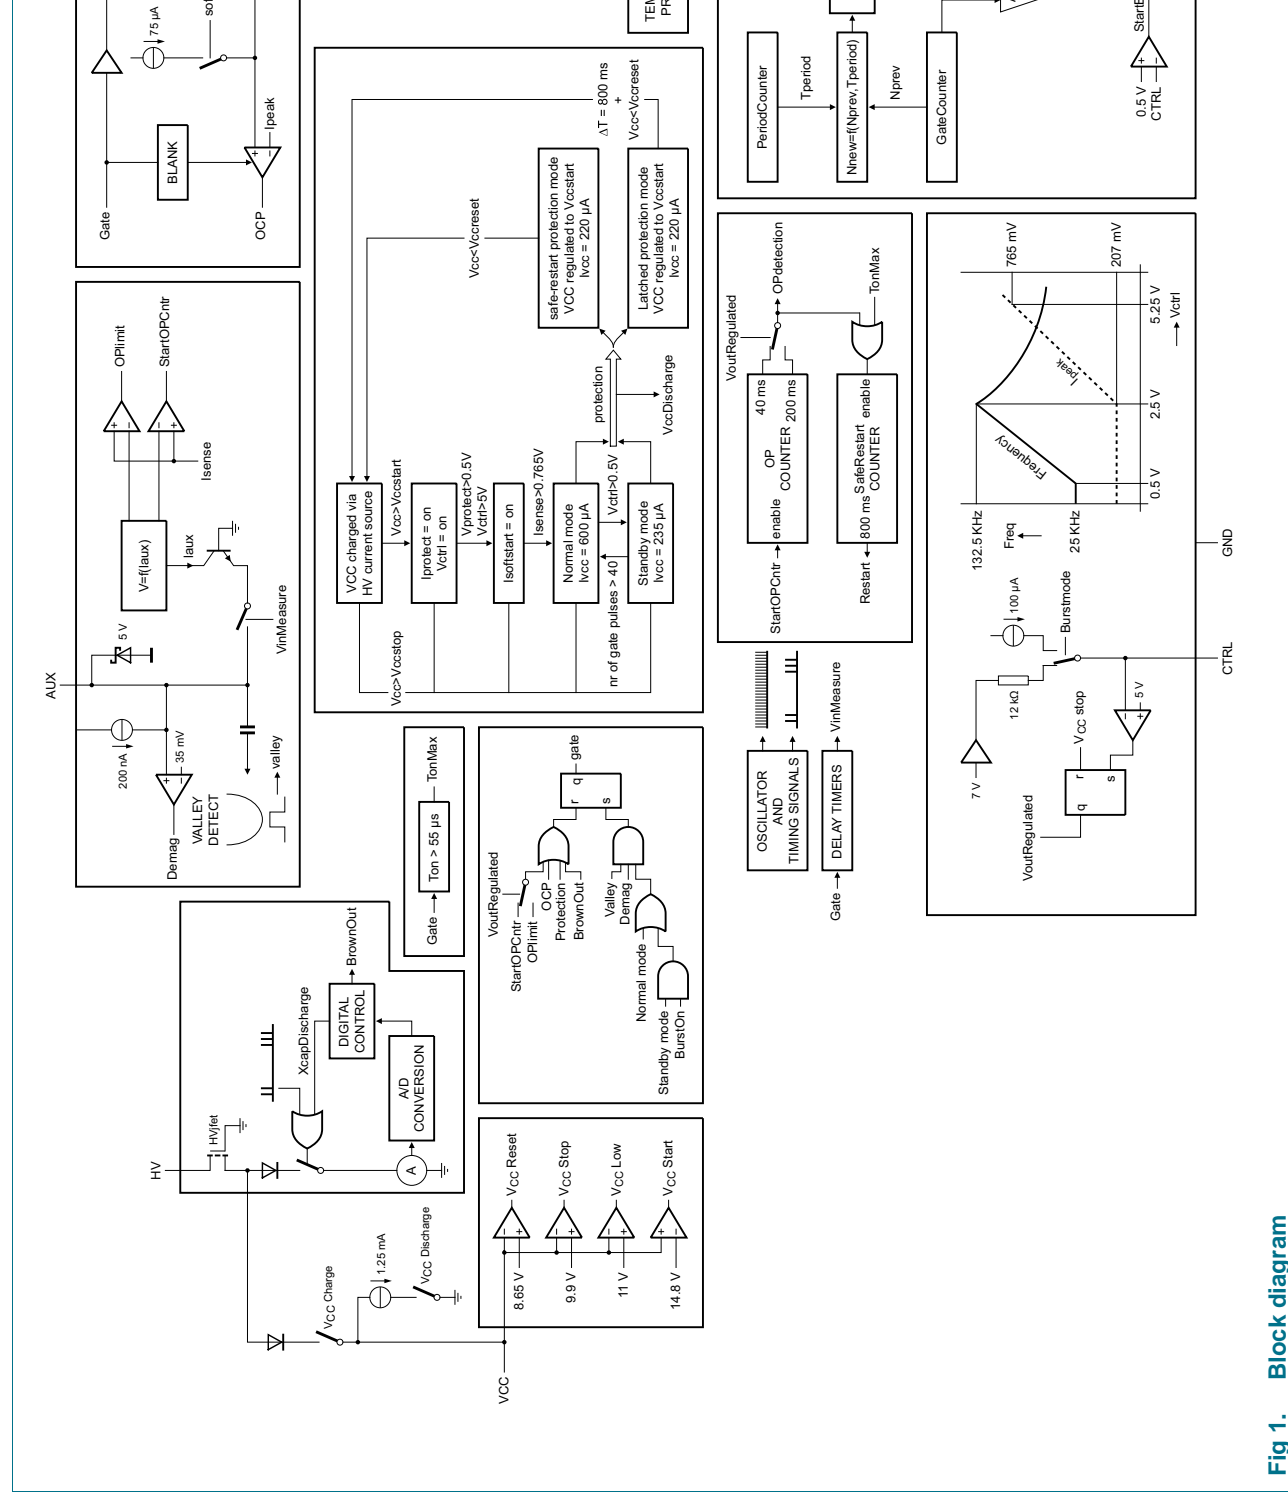 Gate
BLANK
OCP
Ipeak
75 µA
AUX
200 nA
5 V
35 mV
Demag
VALLEY
DETECT
valley
V=f(Iaux)
Iaux
VinMeasure
OPlimit
StartOPCntr
Isense
HV
HVjfet
XcapDischarge
BrownOut
DIGITAL
CONTROL
A/D
CONVERSION
A
Gate
Ton > 55 µs
TonMax
VCC charged via
HV current source
Vcc>Vccstart
Iprotect = on
Vctrl = on
Vprotect>0.5V
Vctrl>5V
Isoftstart = on
Isense>0.765V
Normal mode
Ivcc = 600 µA
nr of gate pulses > 40
Vctrl>0.5V
Standby mode
Ivcc = 235 µA
Vcc>Vccstop
protection
VccDischarge
safe-restart protection mode
VCC regulated to Vccstart
Ivcc = 220 µA
Latched protection mode
VCC regulated to Vccstart
Ivcc = 220 µA
Vcc<Vccreset
∆T = 800 ms
+
Vcc<Vccreset
VCC
VCC Charge
1.25 mA
VCC Discharge
8.65 V
VCC Reset
9.9 V
VCC Stop
11 V
VCC Low
14.8 V
VCC Start
VoutRegulated
StartOPCntr
OPlimit
OCP
Protection
BrownOut
Valley
Demag
Normal mode
Standby mode
BurstOn
r
q
s
gate
OSCILLATOR
AND
TIMING SIGNALS
Gate
DELAY TIMERS
VinMeasure
StartOPCntr
enable
OP
COUNTER
40 ms
200 ms
VoutRegulated
OPdetection
TonMax
Restart
800 ms
SafeRestart
COUNTER
enable
PeriodCounter
Tperiod
Nnew=f(Nprev,Tperiod)
Nprev
GateCounter
0.5 V
CTRL
VoutRegulated
q
r
s
VCC stop
7 V
12 kΩ
100 µA
Burstmode
5 V
CTRL
GND
132.5 KHz
Freq
25 KHz
Frequency
Ipeak
765 mV
207 mV
0.5 V
2.5 V
5.25 V
Vctrl
Fig 1. Block diagram